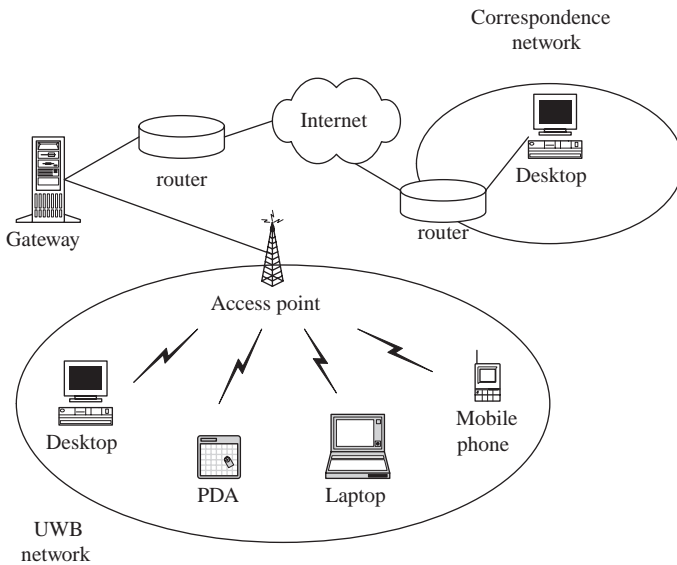 Correspondence
network
Internet
router
Desktop
Gateway
router
Access point
Desktop
PDA
Laptop
Mobile
phone
UWB
network